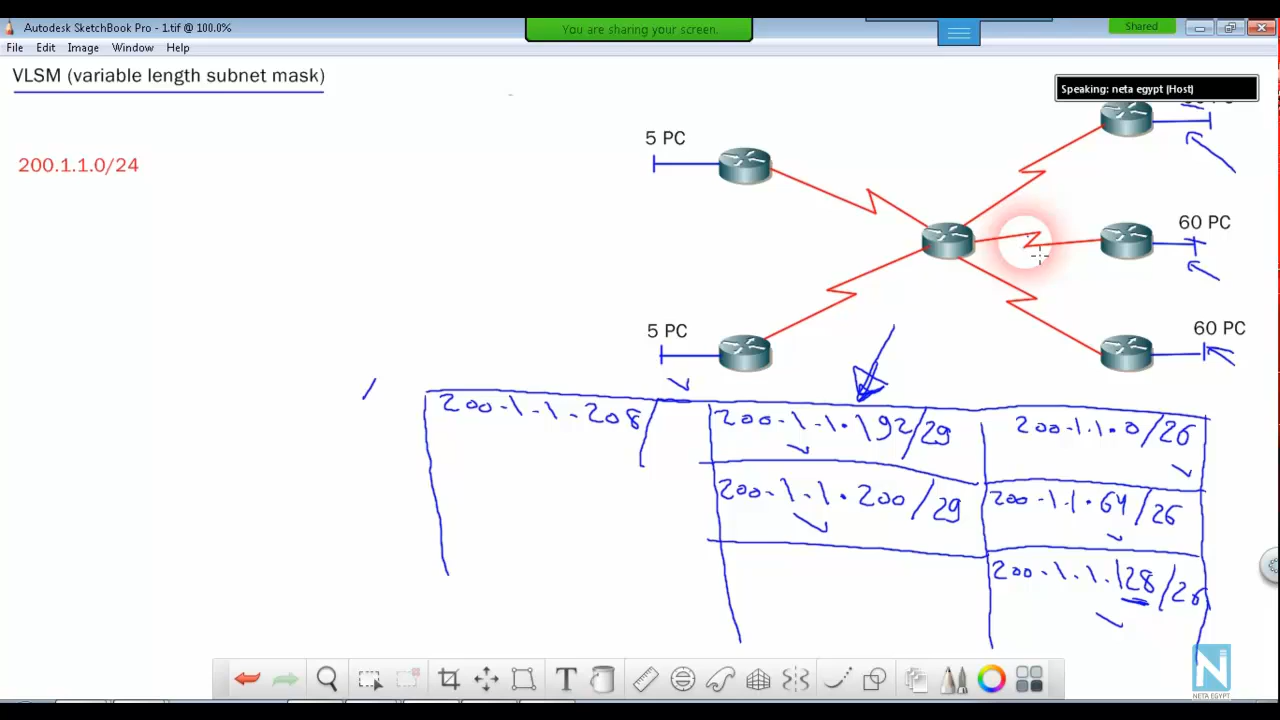 Autodesk SketchBook Pro - 1.tif @ 100.0%
You are sharing your screen.
Shared
File Edit Image Window Help
VLSM (variable length subnet mask)
Speaking: neta egypt (Host)
200.1.1.0/24
5 PC
60 PC
5 PC
60 PC
200.1.1.208/
200.1.1.192/29
200.1.1.0/26
200.1.1.200/29
200.1.1.64/26
200.1.1.128/26
T
N
NETA EGYPT